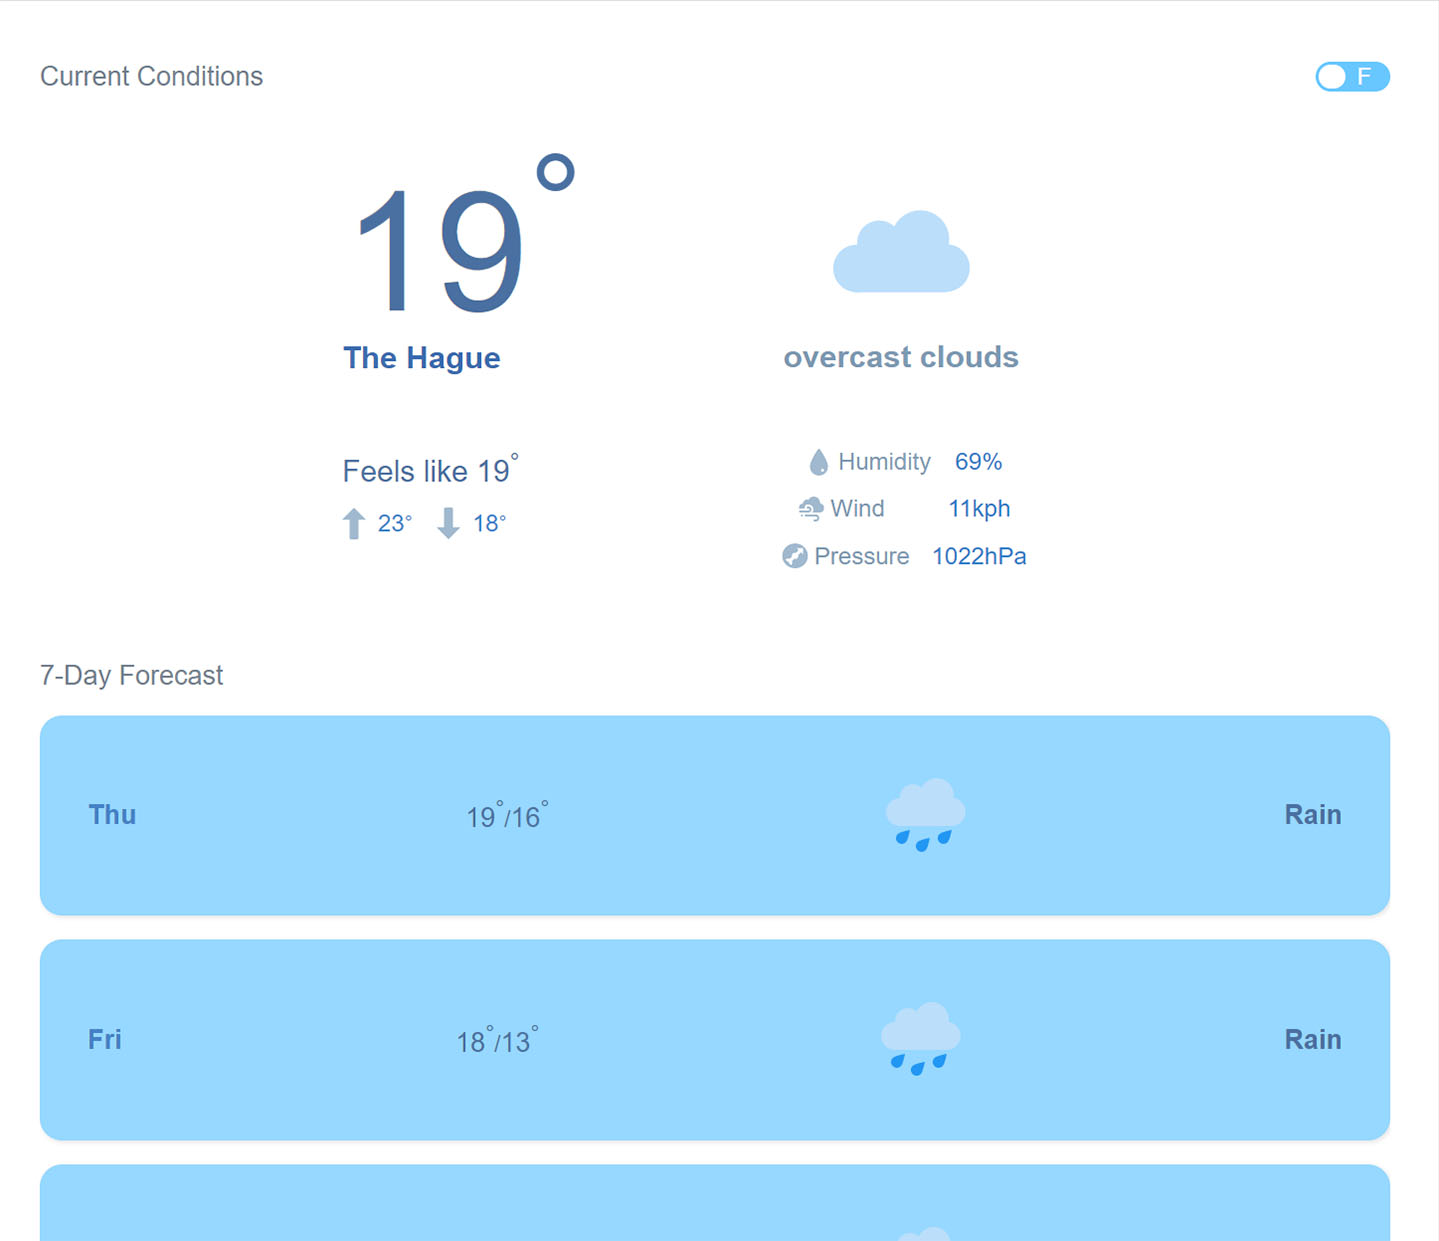 Current Conditions
F
19°
The Hague
overcast clouds
Feels like 19°
23° 18°
Humidity 69%
Wind 11kph
Pressure 1022hPa
7-Day Forecast
Thu 19°/16° Rain
Fri 18°/13° Rain